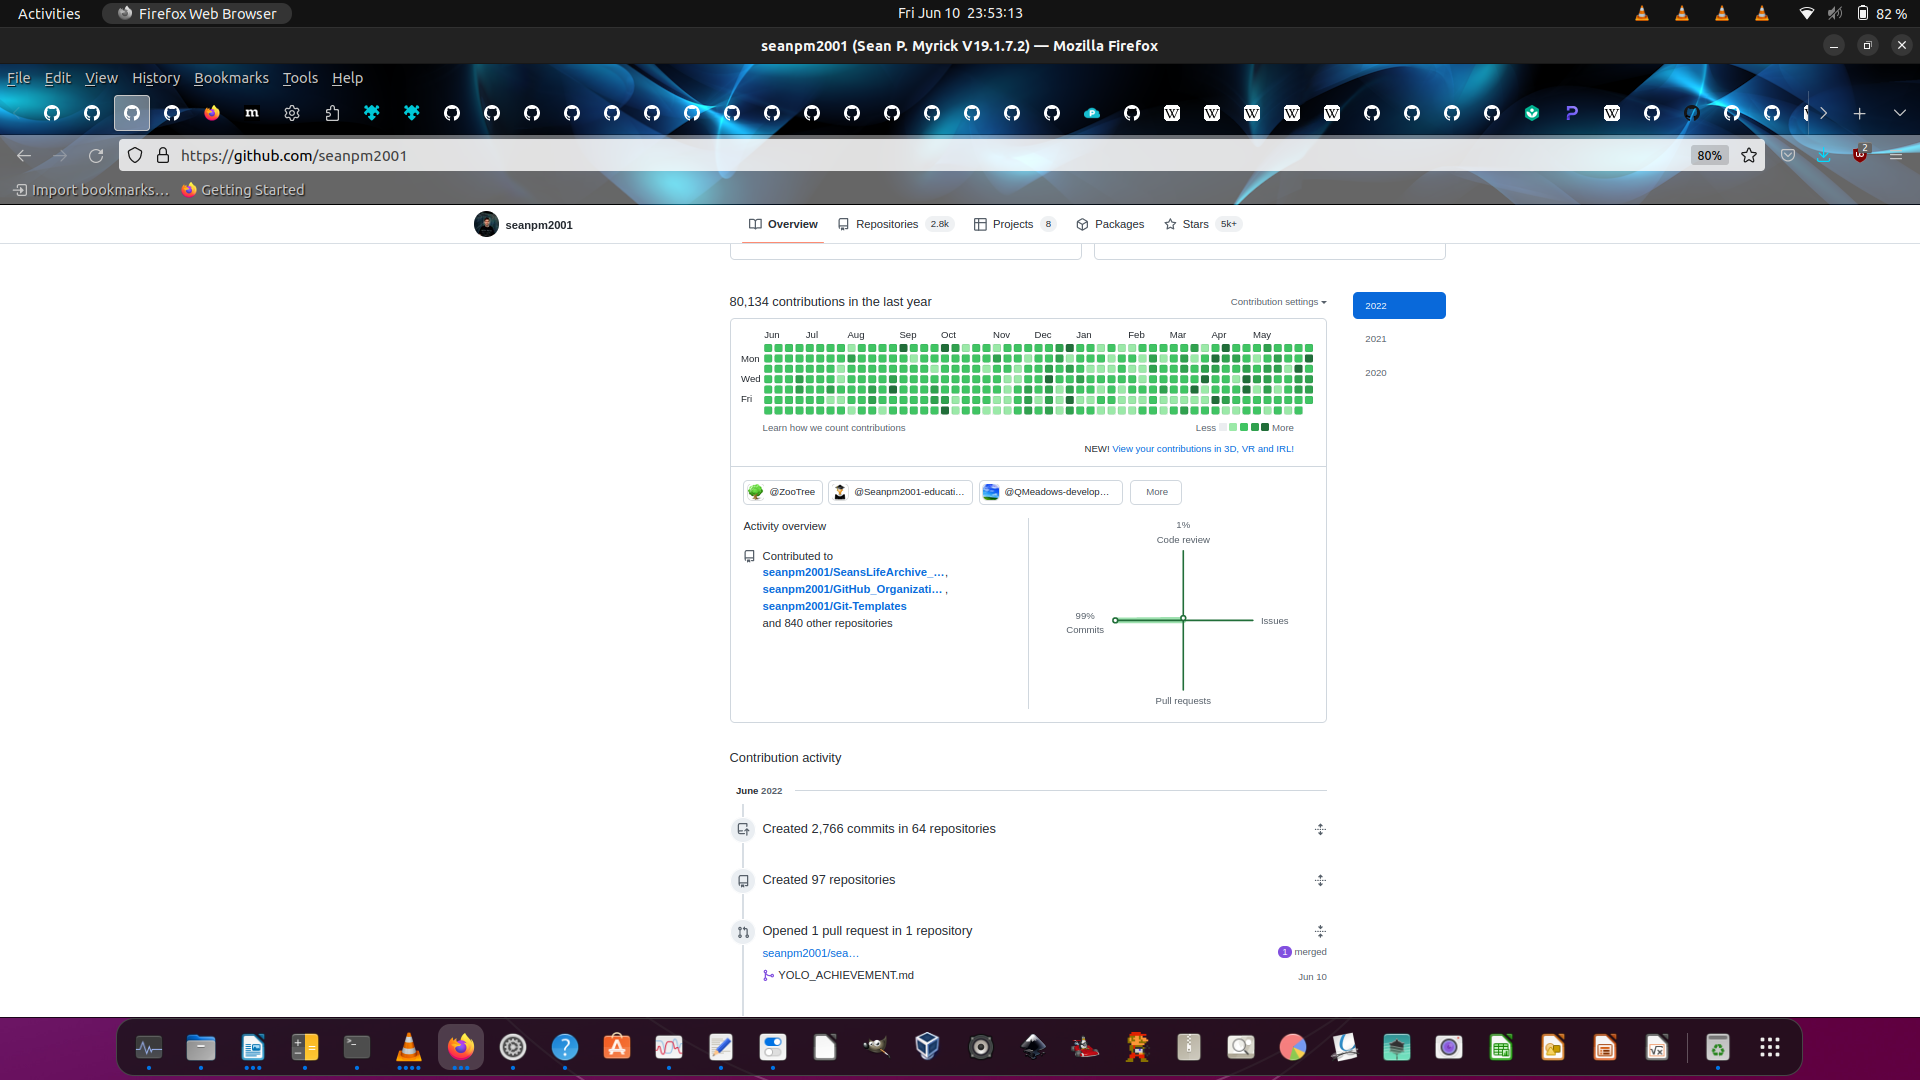 Activities
Firefox Web Browser
Fri Jun 10 23:53:13
82 %
seanpm2001 (Sean P. Myrick V19.1.7.2) — Mozilla Firefox
File Edit View History Bookmarks Tools Help
https://github.com/seanpm2001
80%
2
Import bookmarks…
Getting Started
seanpm2001
Overview
Repositories 2.8k
Projects 8
Packages
Stars 5k+
80,134 contributions in the last year
Contribution settings
2022
2021
2020
Jun Jul Aug Sep Oct Nov Dec Jan Feb Mar Apr May
Mon
Wed
Fri
Learn how we count contributions
Less
More
NEW! View your contributions in 3D, VR and IRL!
@ZooTree
@Seanpm2001-educati…
@QMeadows-develop…
More
Activity overview
Contributed to
seanpm2001/SeansLifeArchive_…,
seanpm2001/GitHub_Organizati… ,
seanpm2001/Git-Templates
and 840 other repositories
1%
Code review
99%
Commits
Issues
Pull requests
Contribution activity
June 2022
Created 2,766 commits in 64 repositories
Created 97 repositories
Opened 1 pull request in 1 repository
seanpm2001/sea…
1 merged
YOLO_ACHIEVEMENT.md
Jun 10